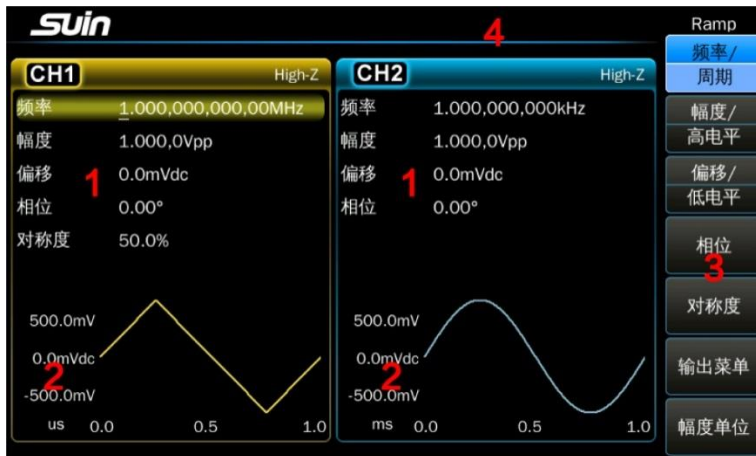 SUin
4
Ramp
CH1
High-Z
频率 1.000,000,000,00MHz
幅度 1.000,0Vpp
偏移 0.0mVdc
相位 0.00°
对称度 50.0%
1
500.0mV
0.0mVdc
-500.0mV
2
us 0.0 0.5 1.0
CH2
High-Z
频率 1.000,000,000kHz
幅度 1.000,0Vpp
偏移 0.0mVdc
相位 0.00°
1
500.0mV
0.0mVdc
-500.0mV
2
ms 0.0 0.5 1.0
频率/
周期
幅度/
高电平
偏移/
低电平
相位
3
对称度
输出菜单
幅度单位